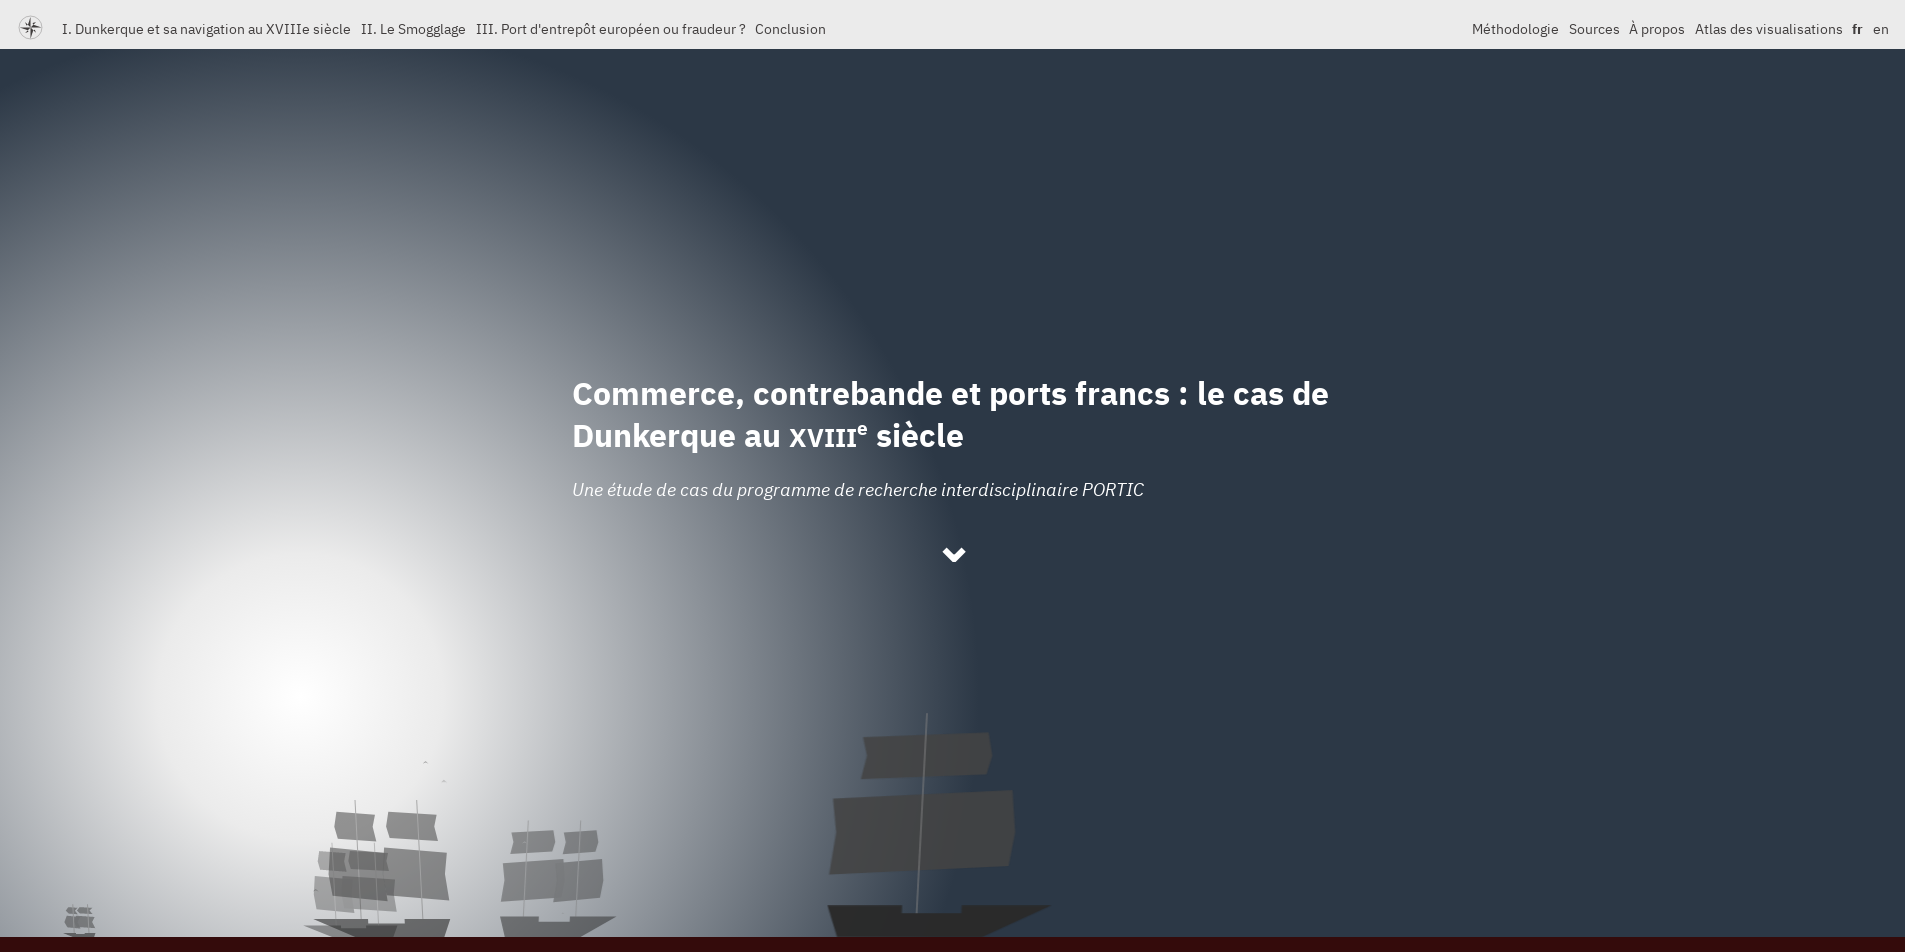 I. Dunkerque et sa navigation au XVIIIe siècle II. Le Smogglage III. Port d'entrepôt européen ou fraudeur ? Conclusion Méthodologie Sources À propos Atlas des visualisations fr en
Commerce, contrebande et ports francs : le cas de
Dunkerque au XVIIIe siècle
Une étude de cas du programme de recherche interdisciplinaire PORTIC